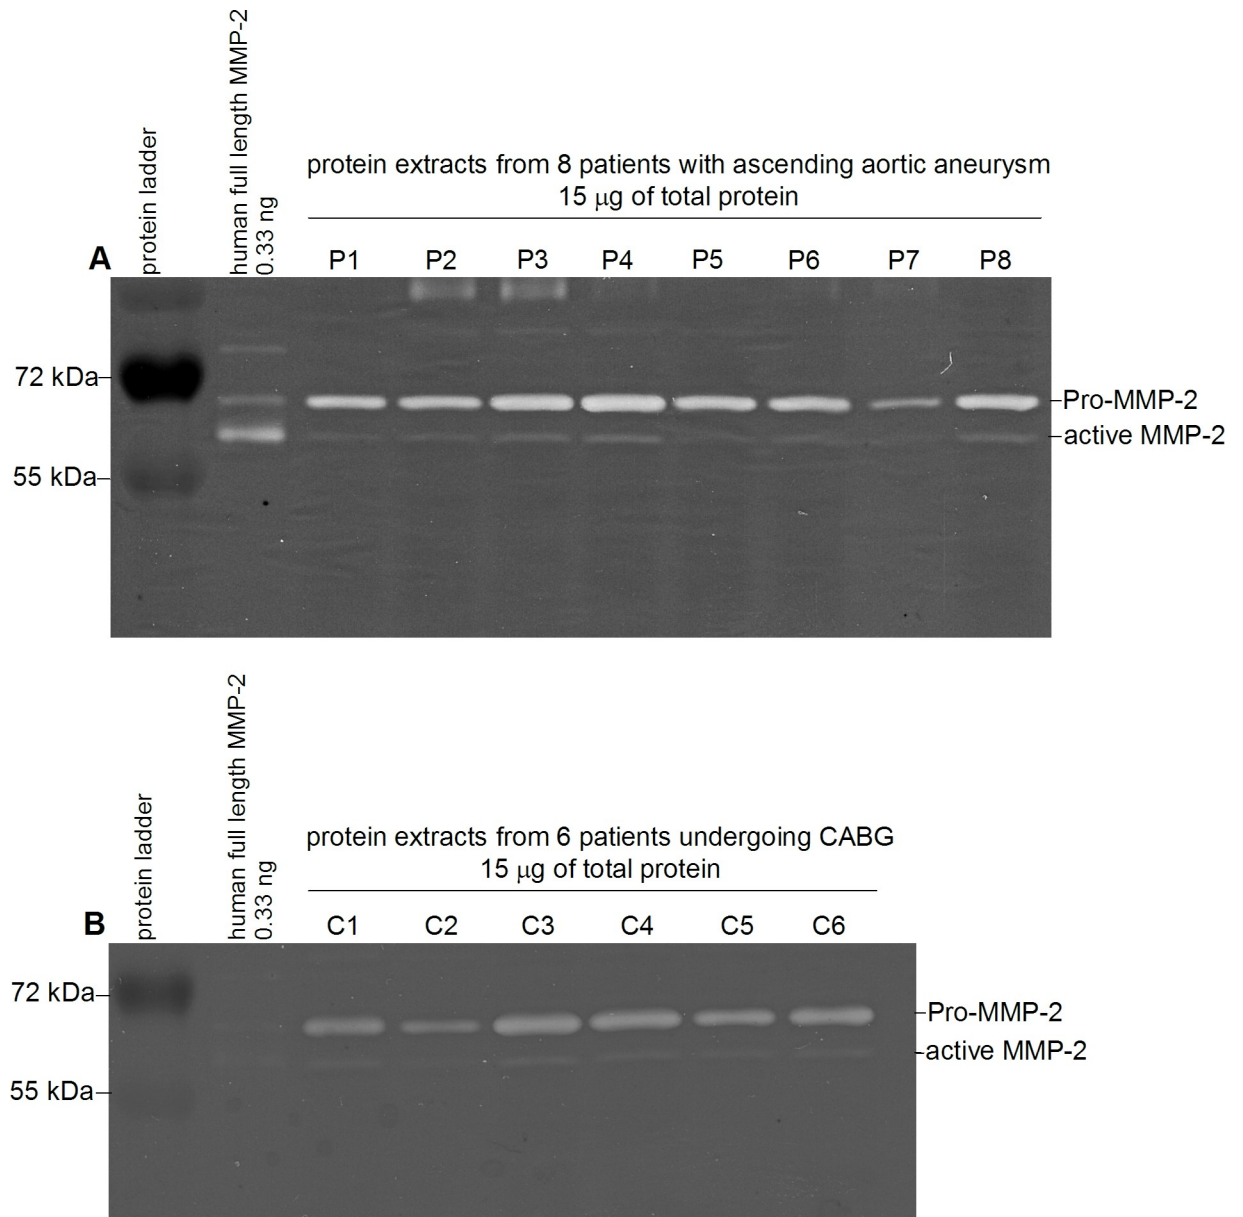 protein ladder
human full length MMP-2
0.33 ng
protein extracts from 8 patients with ascending aortic aneurysm
15 μg of total protein
A
P1 P2 P3 P4 P5 P6 P7 P8
72 kDa
Pro-MMP-2
active MMP-2
55 kDa
protein ladder
human full length MMP-2
0.33 ng
protein extracts from 6 patients undergoing CABG
15 μg of total protein
B
C1 C2 C3 C4 C5 C6
72 kDa
Pro-MMP-2
active MMP-2
55 kDa